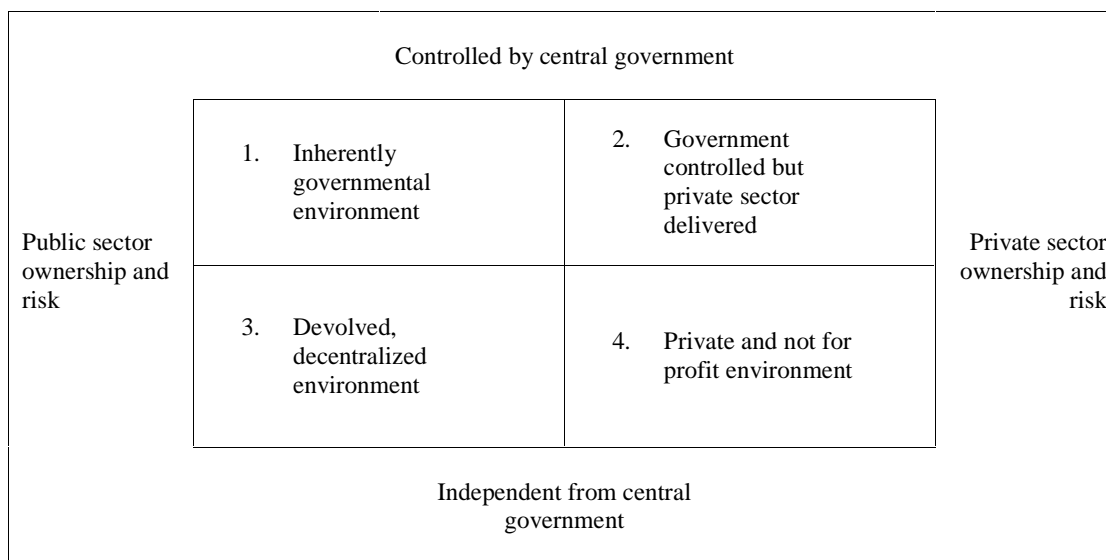 Controlled by central government
1. Inherently
governmental
environment
2. Government
controlled but
private sector
delivered
Public sector
ownership and
risk
Private sector
ownership and
risk
3. Devolved,
decentralized
environment
4. Private and not for
profit environment
Independent from central
government